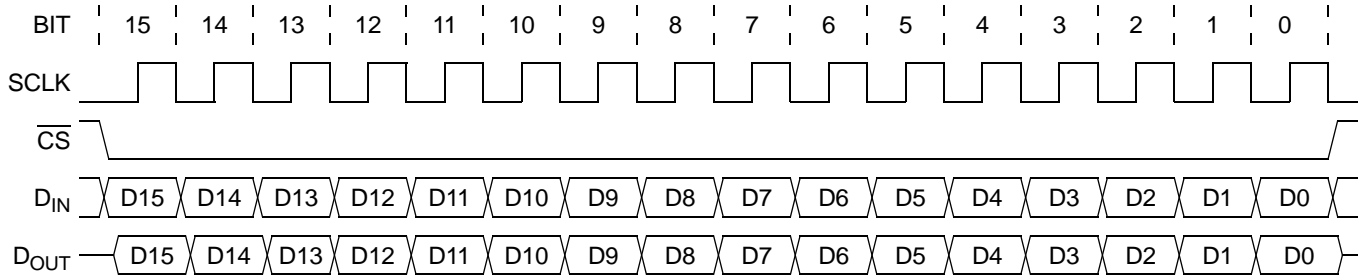 BIT 15 14 13 12 11 10 9 8 7 6 5 4 3 2 1 0
SCLK
CS
DIN D15 D14 D13 D12 D11 D10 D9 D8 D7 D6 D5 D4 D3 D2 D1 D0
DOUT D15 D14 D13 D12 D11 D10 D9 D8 D7 D6 D5 D4 D3 D2 D1 D0